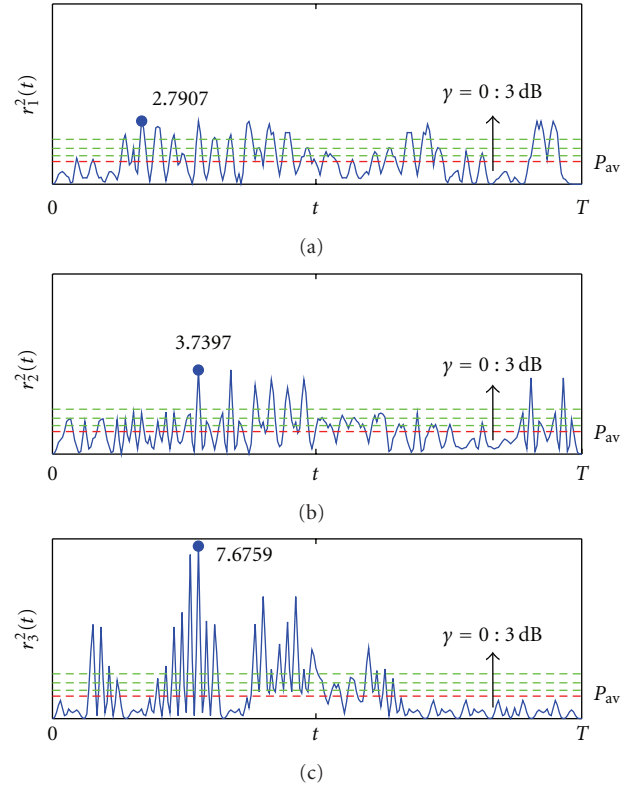 r₁²(t)
2.7907
γ = 0 : 3 dB
P_av
0
t
T
(a)
r₂²(t)
3.7397
γ = 0 : 3 dB
P_av
0
t
T
(b)
r₃²(t)
7.6759
γ = 0 : 3 dB
P_av
0
t
T
(c)